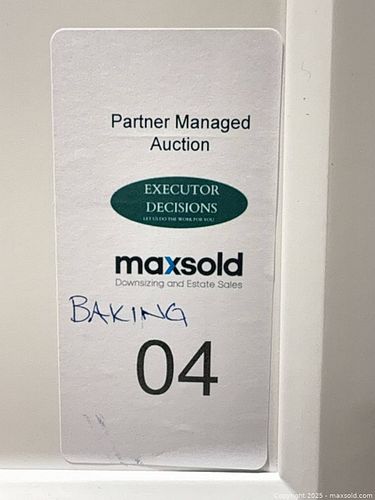 Partner Managed
Auction
EXECUTOR
DECISIONS
LET US DO THE WORK FOR YOU
maxsold
Downsizing and Estate Sales
BAKING
04
Copyright 2025 - maxsold.com